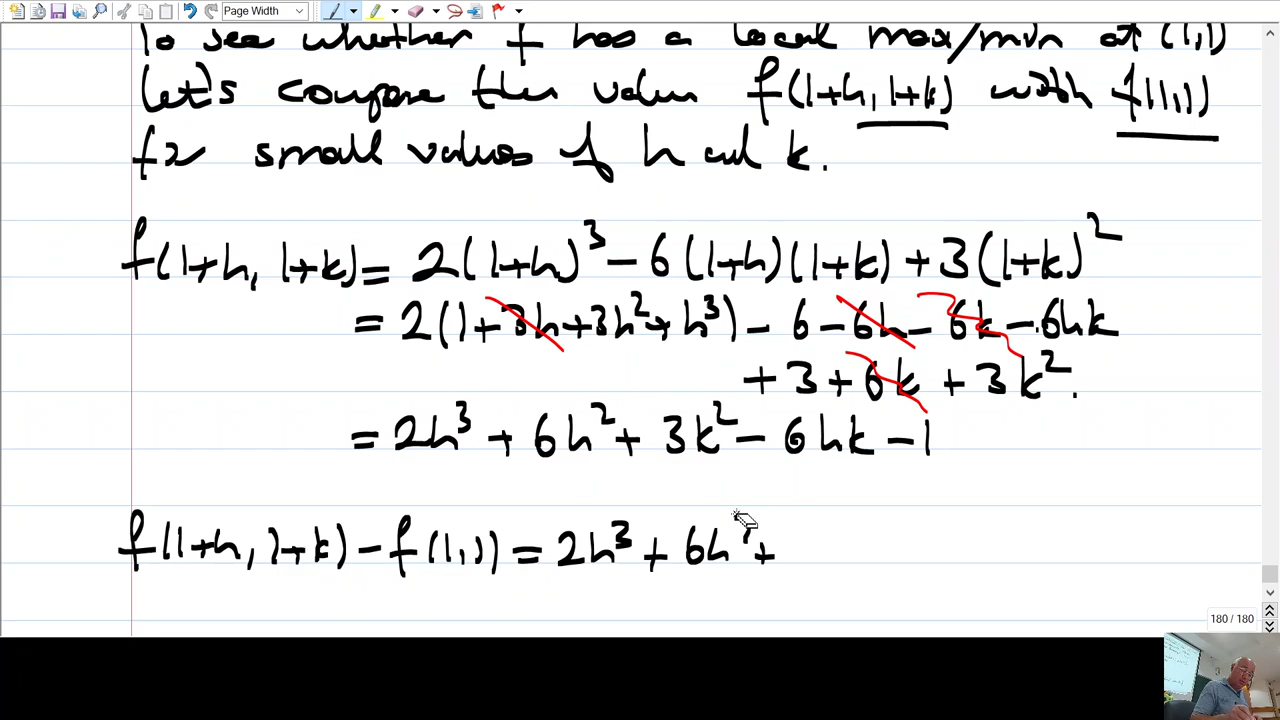 Page Width
To see whether f has a local max/min at (1,1)
let's compare the value f(1+h, 1+k) with f(1,1)
for small values of h and k.
f(1+h, 1+k) = 2(1+h)³ − 6(1+h)(1+k) + 3(1+k)²
= 2(1+3h+3h²+h³) − 6 − 6h − 6k − 6hk
+ 3 + 6k + 3k².
= 2h³ + 6h² + 3k² − 6hk − 1
f(1+h, 1+k) − f(1,1) = 2h³ + 6h² +
180 / 180